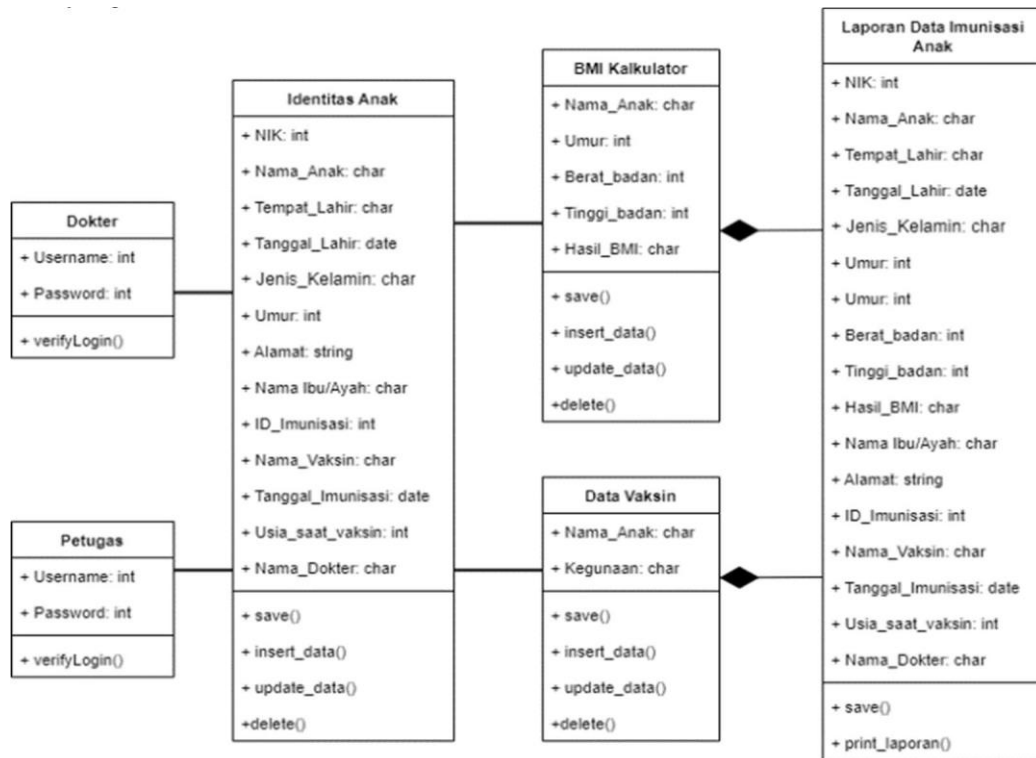 Dokter
+ Username: int
+ Password: int
+ verifyLogin()
Petugas
+ Username: int
+ Password: int
+ verifyLogin()
Identitas Anak
+ NIK: int
+ Nama_Anak: char
+ Tempat_Lahir: char
+ Tanggal_Lahir: date
+ Jenis_Kelamin: char
+ Umur: int
+ Alamat: string
+ Nama Ibu/Ayah: char
+ ID_Imunisasi: int
+ Nama_Vaksin: char
+ Tanggal_Imunisasi: date
+ Usia_saat_vaksin: int
+ Nama_Dokter: char
+ save()
+ insert_data()
+ update_data()
+delete()
BMI Kalkulator
+ Nama_Anak: char
+ Umur: int
+ Berat_badan: int
+ Tinggi_badan: int
+ Hasil_BMI: char
+ save()
+ insert_data()
+ update_data()
+delete()
Data Vaksin
+ Nama_Anak: char
+ Kegunaan: char
+ save()
+ insert_data()
+ update_data()
+delete()
Laporan Data Imunisasi
Anak
+ NIK: int
+ Nama_Anak: char
+ Tempat_Lahir: char
+ Tanggal_Lahir: date
+ Jenis_Kelamin: char
+ Umur: int
+ Umur: int
+ Berat_badan: int
+ Tinggi_badan: int
+ Hasil_BMI: char
+ Nama Ibu/Ayah: char
+ Alamat: string
+ ID_Imunisasi: int
+ Nama_Vaksin: char
+ Tanggal_Imunisasi: date
+ Usia_saat_vaksin: int
+ Nama_Dokter: char
+ save()
+ print_laporan()